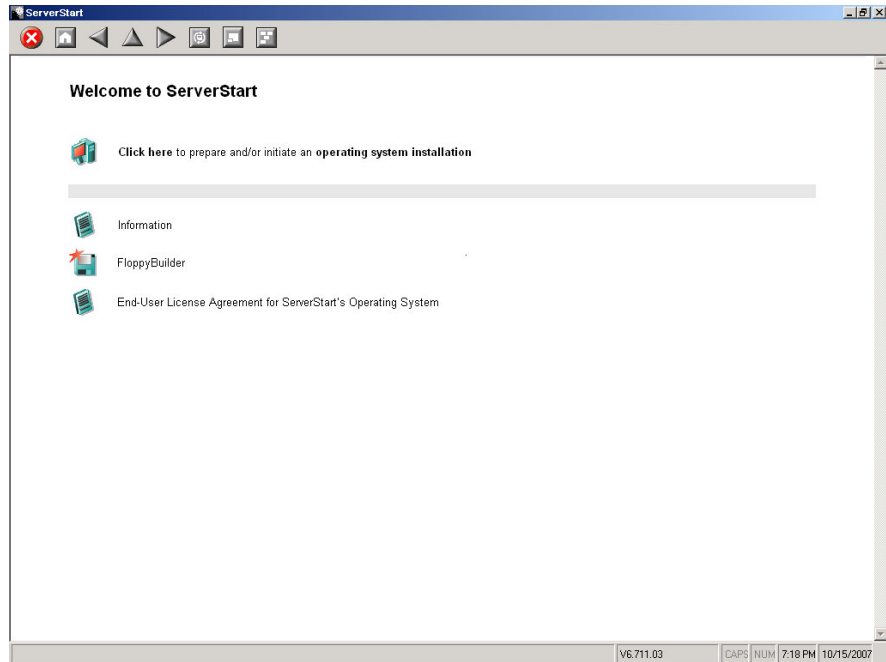 ServerStart
Welcome to ServerStart
Click here to prepare and/or initiate an operating system installation
Information
FloppyBuilder
End-User License Agreement for ServerStart's Operating System
V6.711.03 CAPS NUM 7:18 PM 10/15/2007